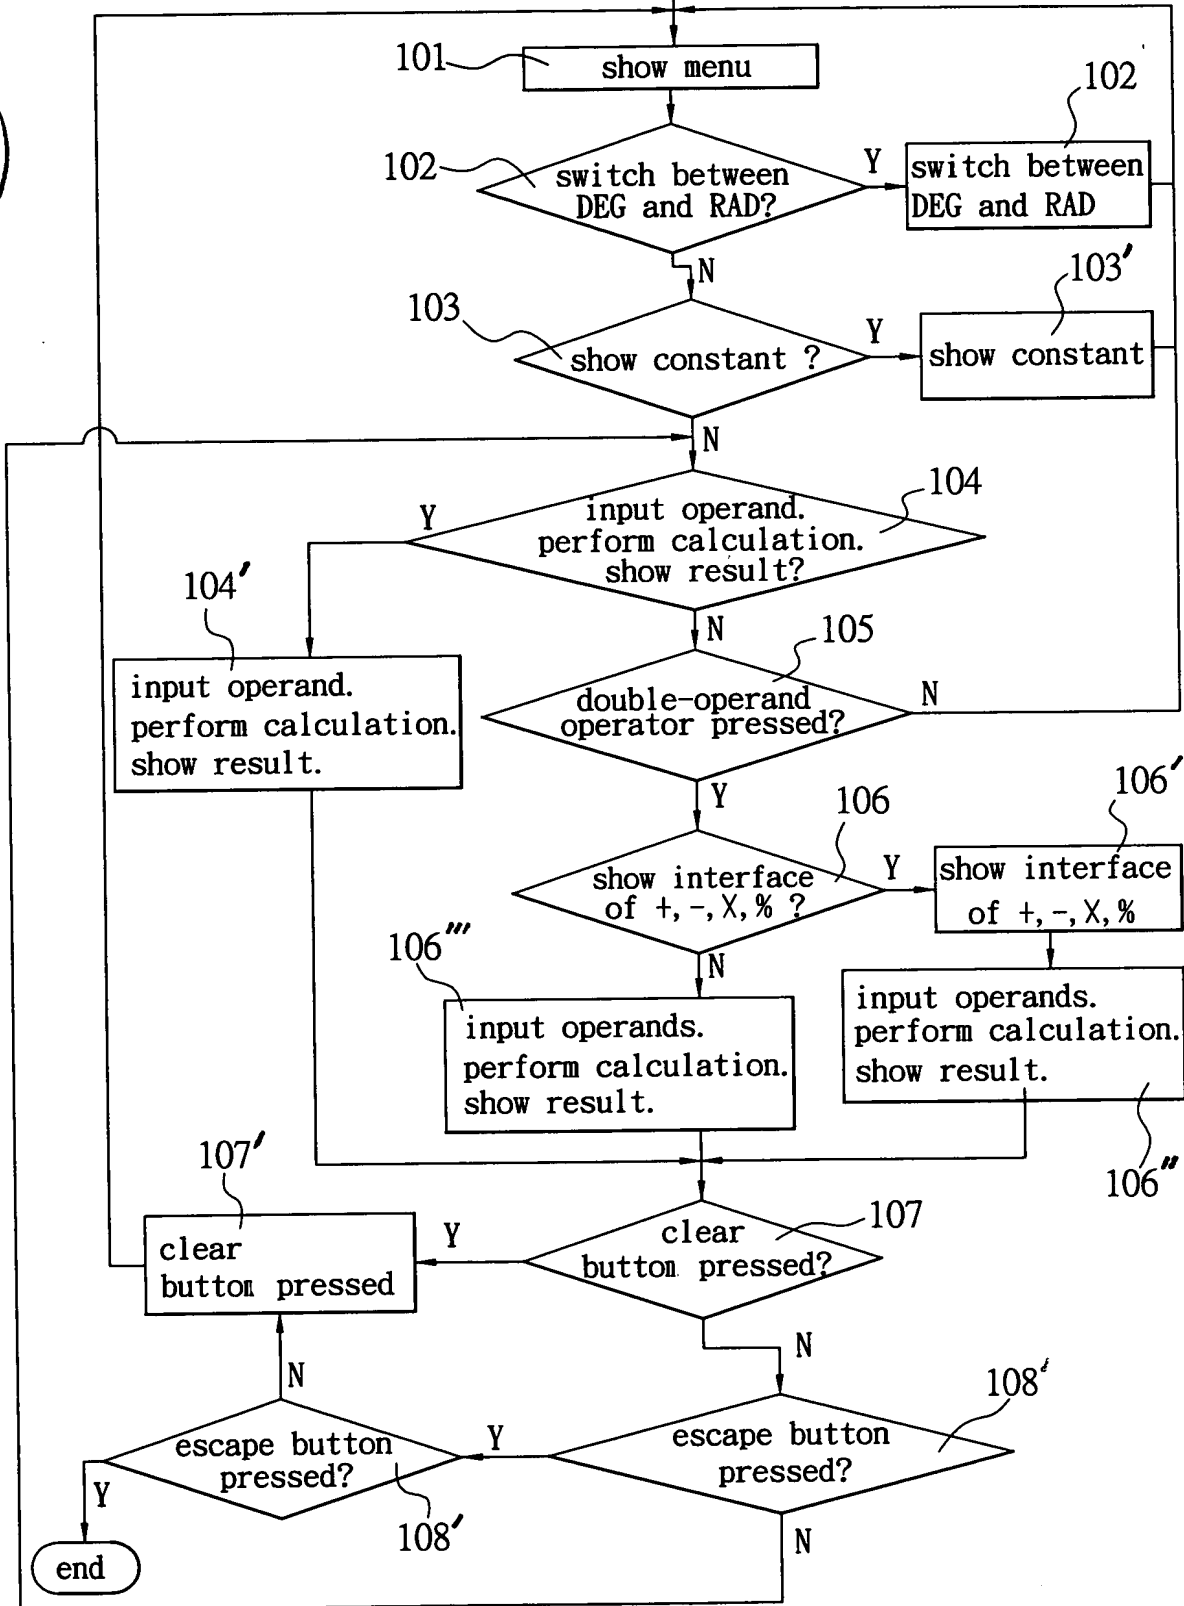 101
show menu
102
102
switch between
DEG and RAD?
Y
switch between
DEG and RAD
N
103
103'
show constant ?
Y
show constant
N
104
input operand.
perform calculation.
show result?
Y
104'
N
input operand.
perform calculation.
show result.
105
double-operand
operator pressed?
N
Y
106
106'
show interface
of +, -, X, % ?
Y
show interface
of +, -, X, %
106'''
N
input operands.
perform calculation.
show result.
input operands.
perform calculation.
show result.
106''
107'
107
clear
button pressed?
Y
clear
button pressed
N
N
108'
escape button
pressed?
Y
escape button
pressed?
108'
Y
N
end